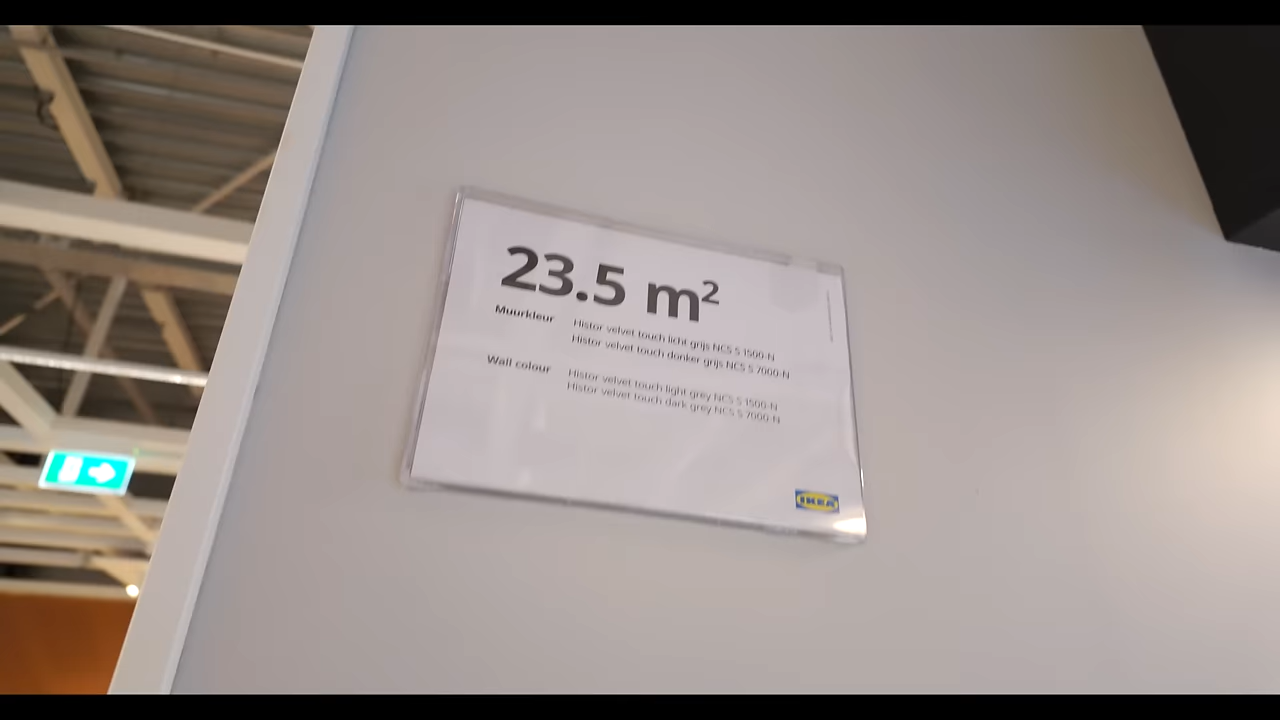 23.5 m²
Muurkleur Histor velvet touch licht grijs NCS S 1500-N
Histor velvet touch donker grijs NCS S 7000-N
Wall colour Histor velvet touch light grey NCS S 1500-N
Histor velvet touch dark grey NCS S 7000-N
IKEA